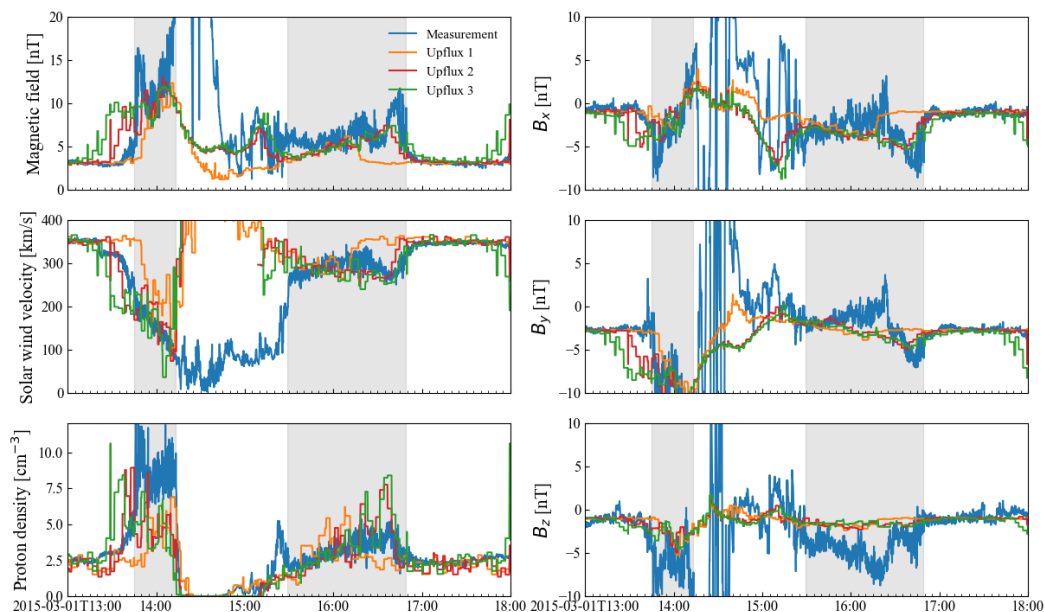 20
15
10
5
0
Magnetic field [nT]
Measurement
Upflux 1
Upflux 2
Upflux 3
10
5
0
−5
−10
Bx [nT]
400
300
200
100
0
Solar wind velocity [km/s]
10
5
0
−5
−10
By [nT]
10.0
7.5
5.0
2.5
0.0
Proton density [cm−3]
10
5
0
−5
−10
Bz [nT]
2015-03-01T13:00 14:00 15:00 16:00 17:00 18:00
2015-03-01T13:00 14:00 15:00 16:00 17:00 18:00